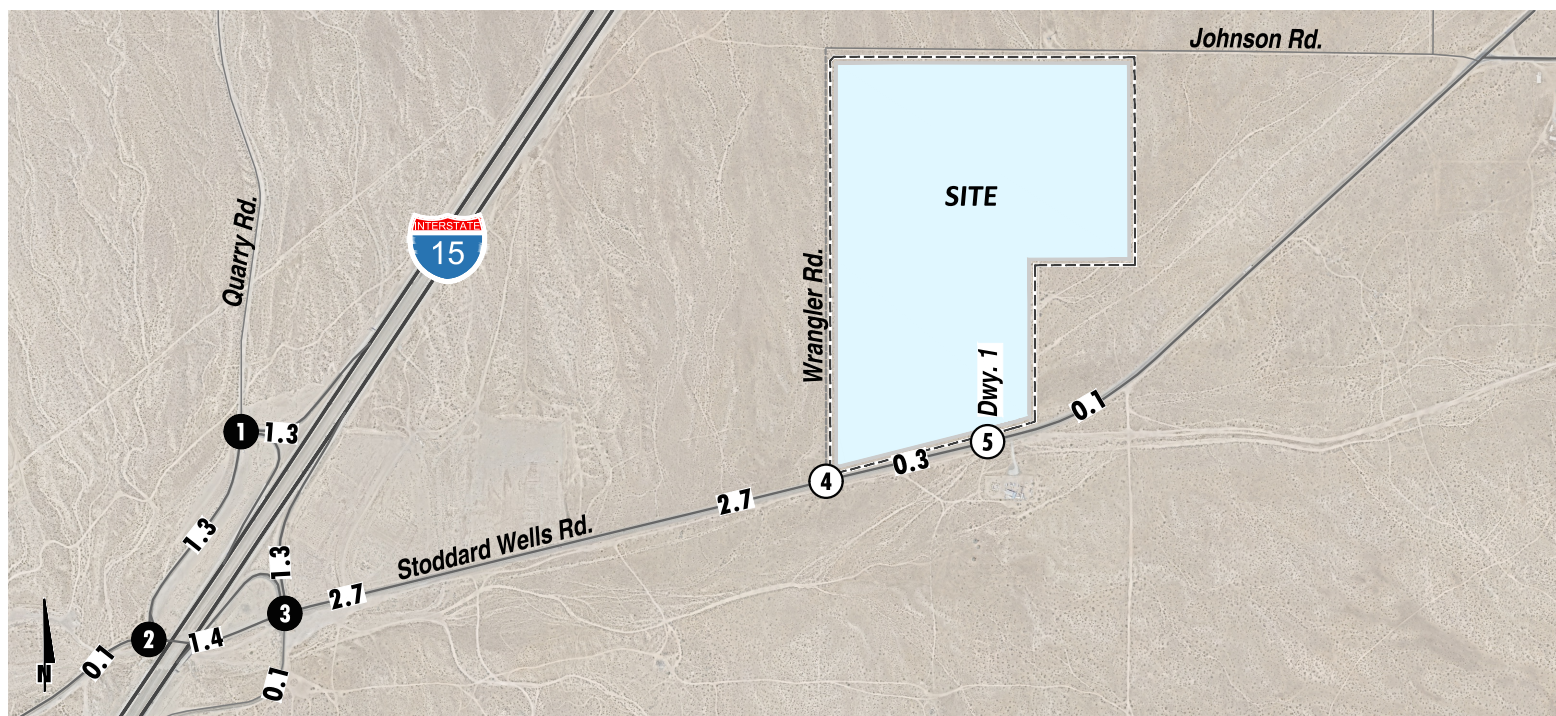 Johnson Rd.
SITE
Quarry Rd.
INTERSTATE
15
Wrangler Rd.
Dwy. 1
0.1
1
1.3
5
0.3
4
2.7
1.3
Stoddard Wells Rd.
1.3
2.7
3
2
1.4
0.1
0.1
N